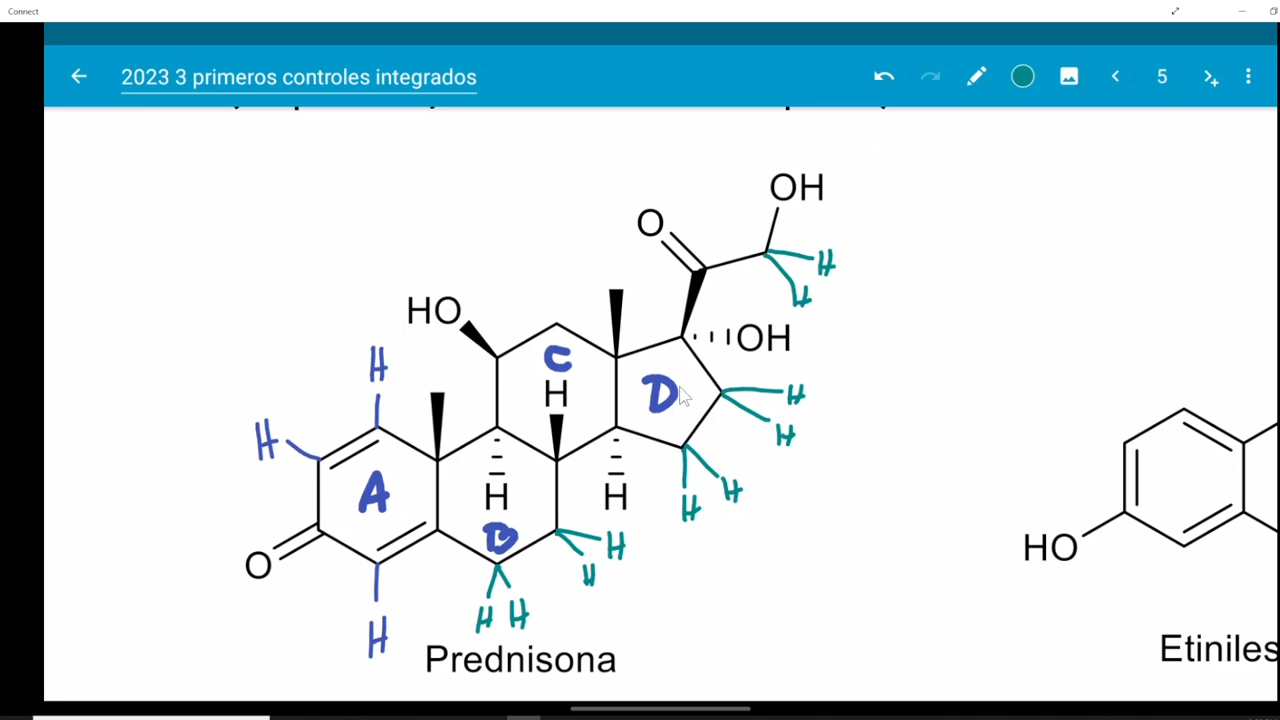 Connect
2023 3 primeros controles integrados
5
OH
O
H
H
HO
OH
C
H
D
H
H
H
H
A
H
H
H
H
B
H
H
O
H
H
H
Prednisona
HO
Etiniles